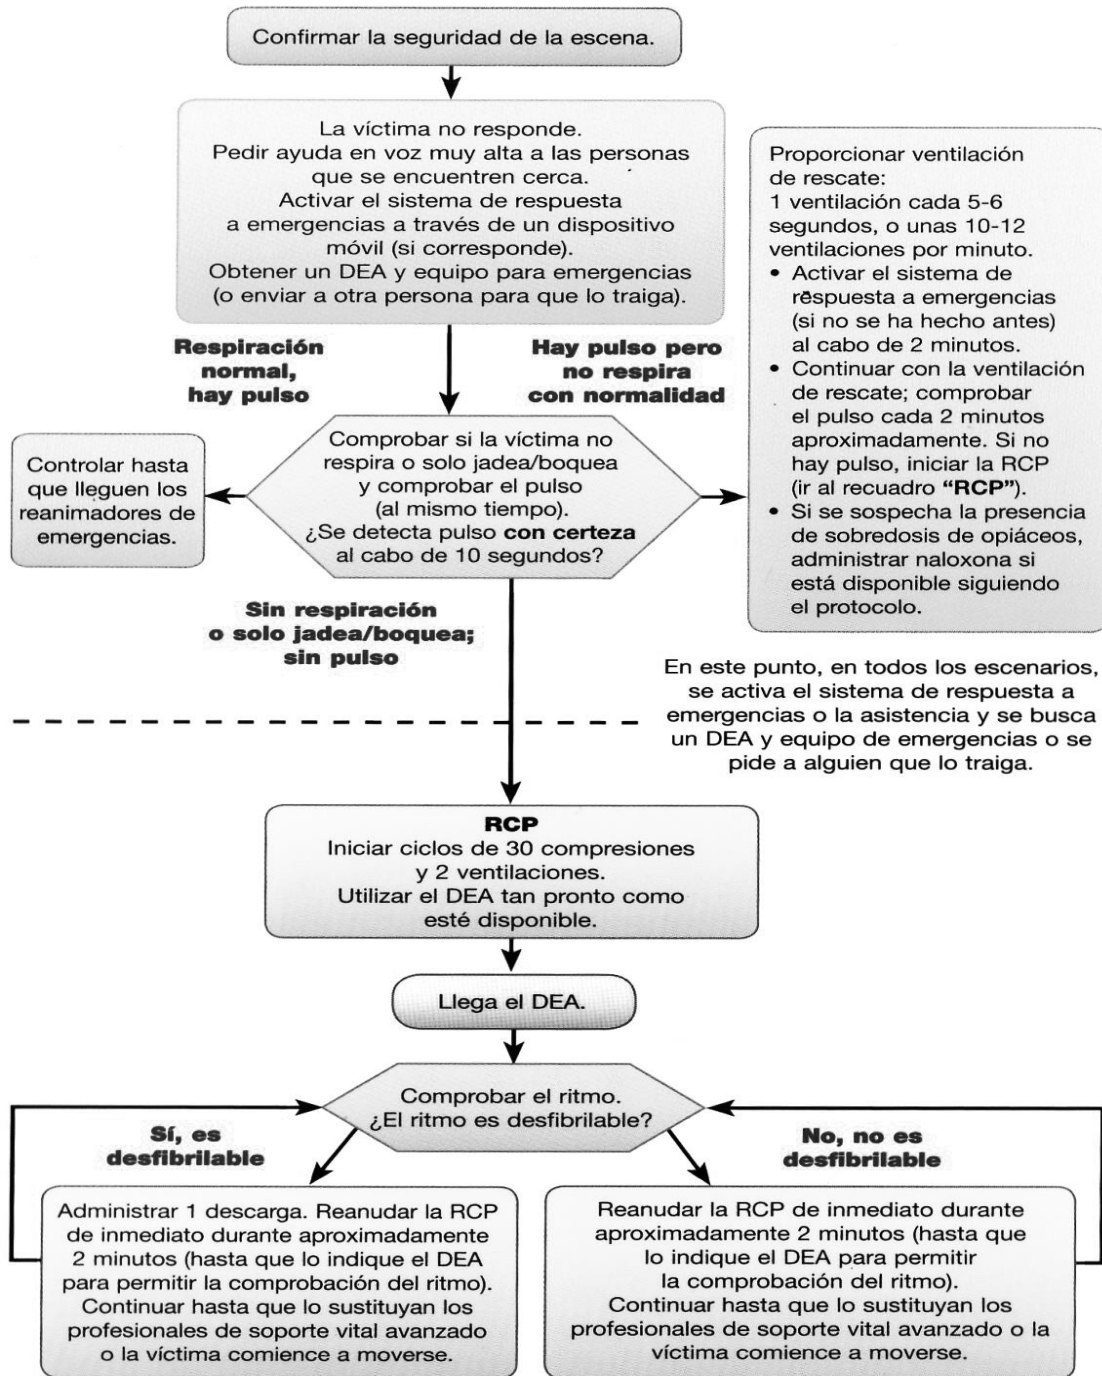 Confirmar la seguridad de la escena.
La víctima no responde.
Pedir ayuda en voz muy alta a las personas
que se encuentren cerca.
Activar el sistema de respuesta
a emergencias a través de un dispositivo
móvil (si corresponde).
Obtener un DEA y equipo para emergencias
(o enviar a otra persona para que lo traiga).
Respiración
normal,
hay pulso
Hay pulso pero
no respira
con normalidad
Controlar hasta
que lleguen los
reanimadores de
emergencias.
Comprobar si la víctima no
respira o solo jadea/boquea
y comprobar el pulso
(al mismo tiempo).
¿Se detecta pulso con certeza
al cabo de 10 segundos?
Proporcionar ventilación
de rescate:
1 ventilación cada 5-6
segundos, o unas 10-12
ventilaciones por minuto.
• Activar el sistema de
respuesta a emergencias
(si no se ha hecho antes)
al cabo de 2 minutos.
• Continuar con la ventilación
de rescate; comprobar
el pulso cada 2 minutos
aproximadamente. Si no
hay pulso, iniciar la RCP
(ir al recuadro “RCP”).
• Si se sospecha la presencia
de sobredosis de opiáceos,
administrar naloxona si
está disponible siguiendo
el protocolo.
Sin respiración
o solo jadea/boquea;
sin pulso
En este punto, en todos los escenarios,
se activa el sistema de respuesta a
emergencias o la asistencia y se busca
un DEA y equipo de emergencias o se
pide a alguien que lo traiga.
RCP
Iniciar ciclos de 30 compresiones
y 2 ventilaciones.
Utilizar el DEA tan pronto como
esté disponible.
Llega el DEA.
Comprobar el ritmo.
¿El ritmo es desfibrilable?
Sí, es
desfibrilable
No, no es
desfibrilable
Administrar 1 descarga. Reanudar la RCP
de inmediato durante aproximadamente
2 minutos (hasta que lo indique el DEA
para permitir la comprobación del ritmo).
Continuar hasta que lo sustituyan los
profesionales de soporte vital avanzado
o la víctima comience a moverse.
Reanudar la RCP de inmediato durante
aproximadamente 2 minutos (hasta que
lo indique el DEA para permitir
la comprobación del ritmo).
Continuar hasta que lo sustituyan los
profesionales de soporte vital avanzado o la
víctima comience a moverse.